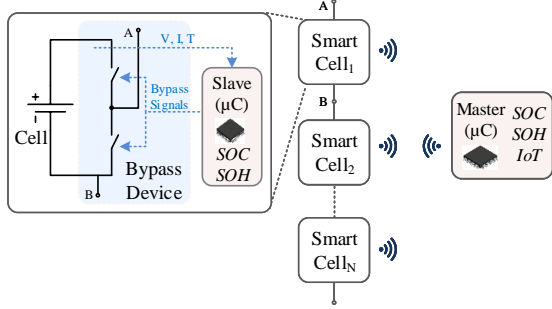 A
V, I, T
Bypass
Signals
+
-
Cell
B
Bypass
Device
Slave
(µC)
SOC
SOH
A
Smart
Cell₁
B
Smart
Cell₂
Smart
Cell_N
Master
(µC)
SOC
SOH
IoT